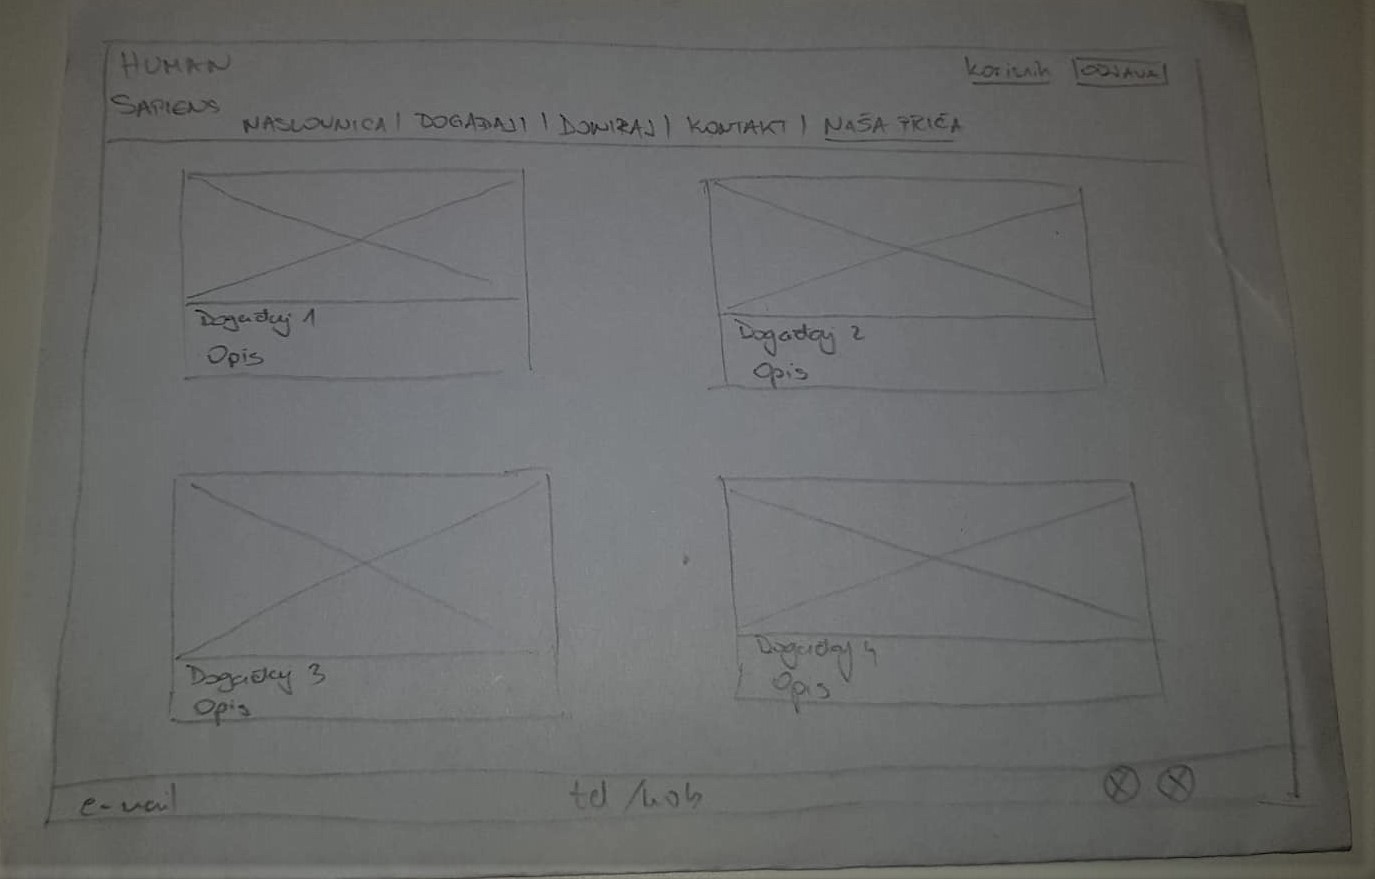 HUMAN
SAPIENS
Korisnik ODJAVA
NASLOVNICA | DOGAĐAJI | DONIRAJ | KONTAKT | NAŠA PRIČA
Događaj 1
Opis
Događaj 2
Opis
Događaj 3
Opis
Događaj 4
Opis
e-mail
tel /mob